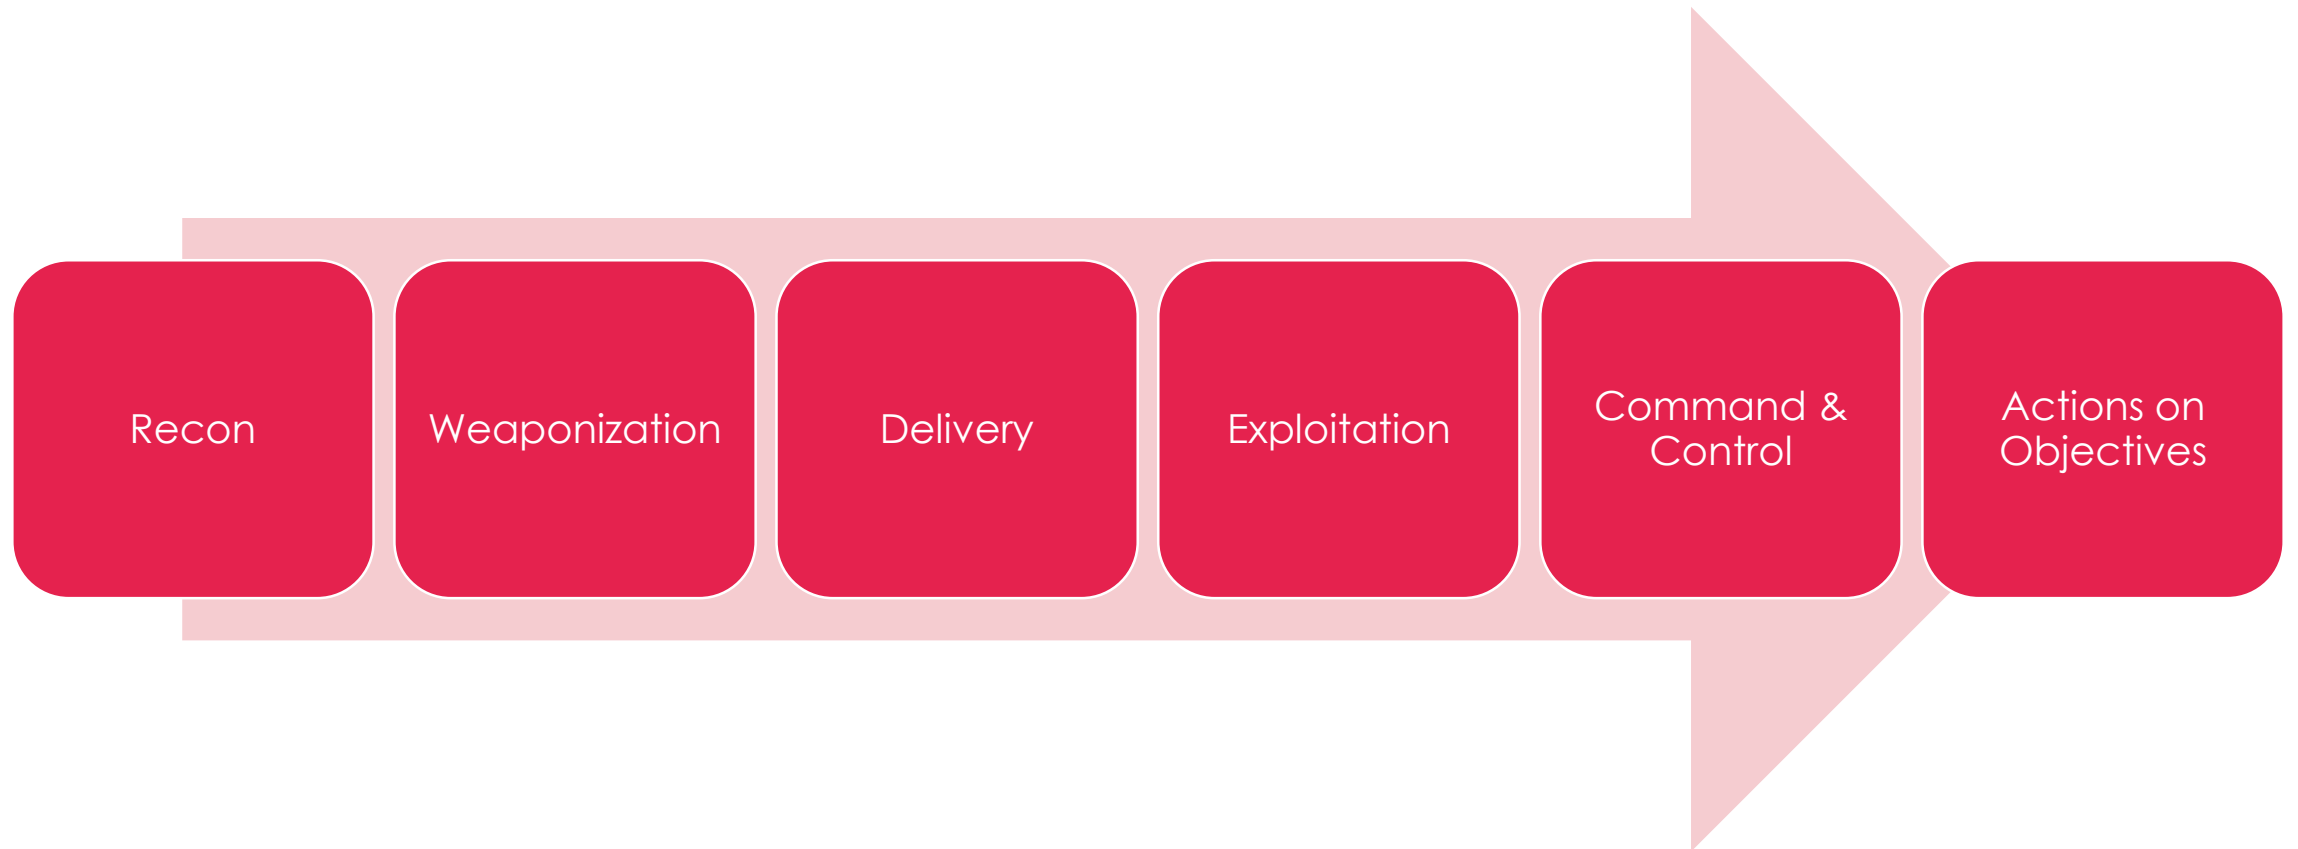 Recon
Weaponization
Delivery
Exploitation
Command &
Control
Actions on
Objectives